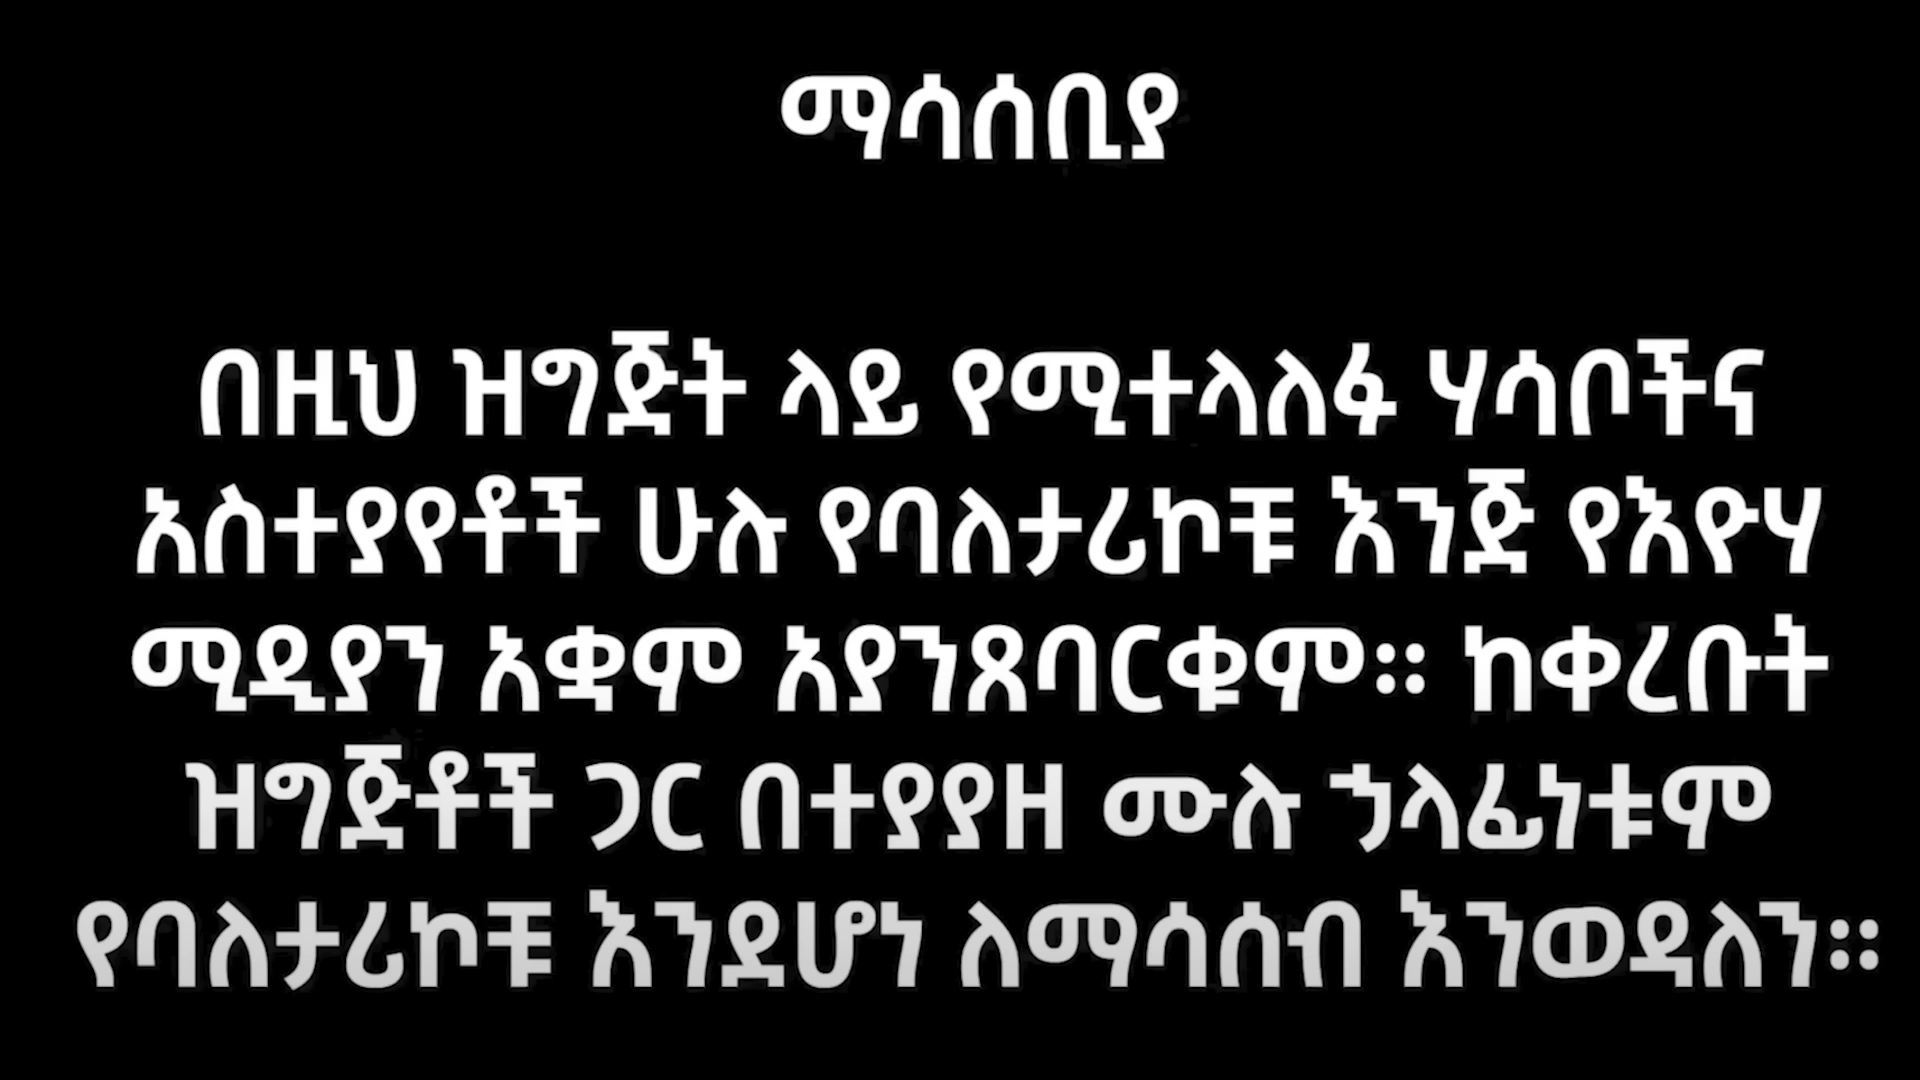 ማሳሰቢያ
በዚህ ዝግጅት ላይ የሚተላለፉ ሃሳቦችና
አስተያየቶች ሁሉ የባለታሪኮቹ እንጅ የእዮሃ
ሚዲያን አቋም አያንጸባርቁም። ከቀረቡት
ዝግጅቶች ጋር በተያያዘ ሙሉ ኃላፊነቱም
የባለታሪኮቹ እንደሆነ ለማሳሰብ እንወዳለን።